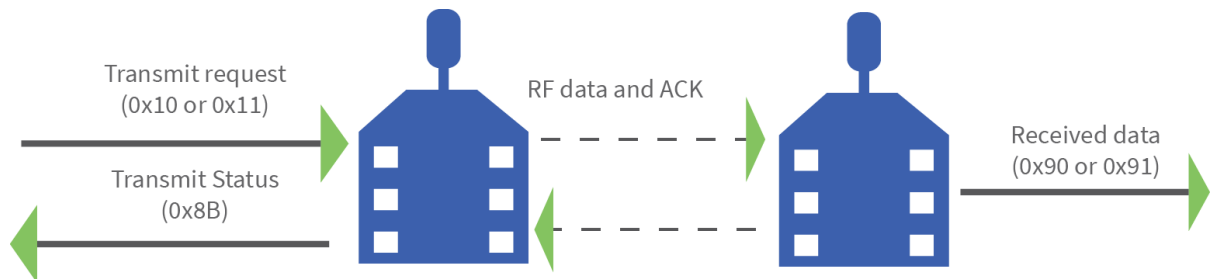 Transmit request
(0x10 or 0x11)
Transmit Status
(0x8B)
RF data and ACK
Received data
(0x90 or 0x91)